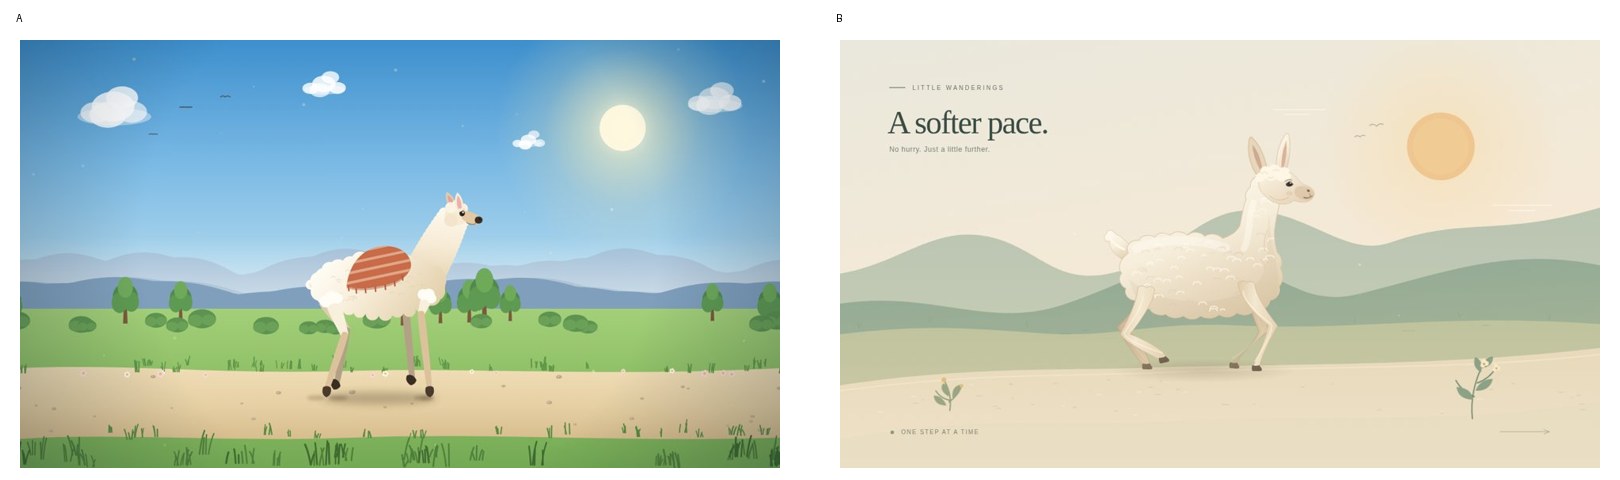 A
B
LITTLE WANDERINGS
A softer pace.
No hurry. Just a little further.
ONE STEP AT A TIME